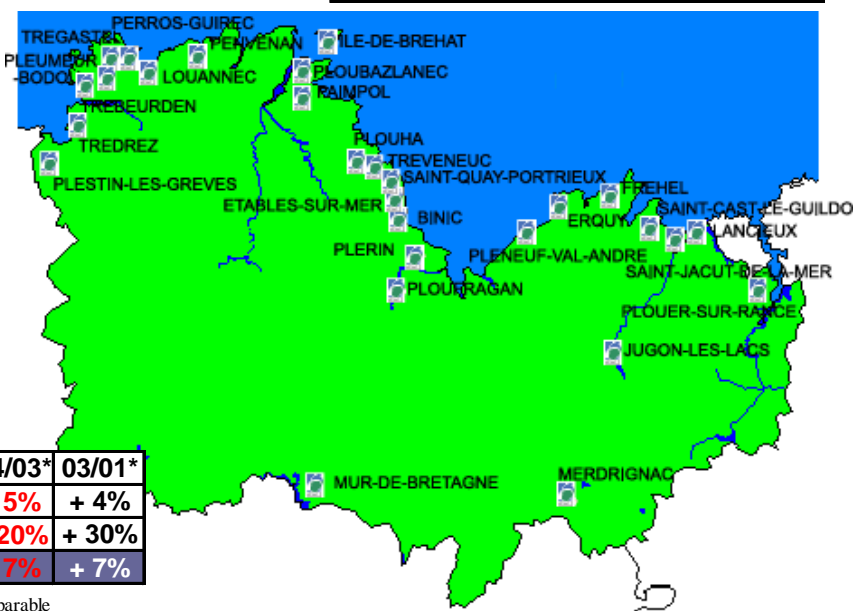 PERROS-GUIREC
TREGASTEL
PENVENAN
ILE-DE-BREHAT
PLEUMEUR
-BODOU
LOUANNEC
PLOUBAZLANEC
PAIMPOL
TREBEURDEN
TREDREZ
PLOUHA
TREVENEUC
PLESTIN-LES-GREVES
SAINT-QUAY-PORTRIEUX
FREHEL
ETABLES-SUR-MER
SAINT-CAST-LE-GUILDO
BINIC
ERQUY
LANCIEUX
PLERIN
PLENEUF-VAL-ANDRE
SAINT-JACUT-DE-LA-MER
PLOUFRAGAN
PLOUER-SUR-RANCE
JUGON-LES-LACS
4/03* 03/01*
5% + 4%
20% + 30%
7% + 7%
MUR-DE-BRETAGNE
MERDRIGNAC
parable